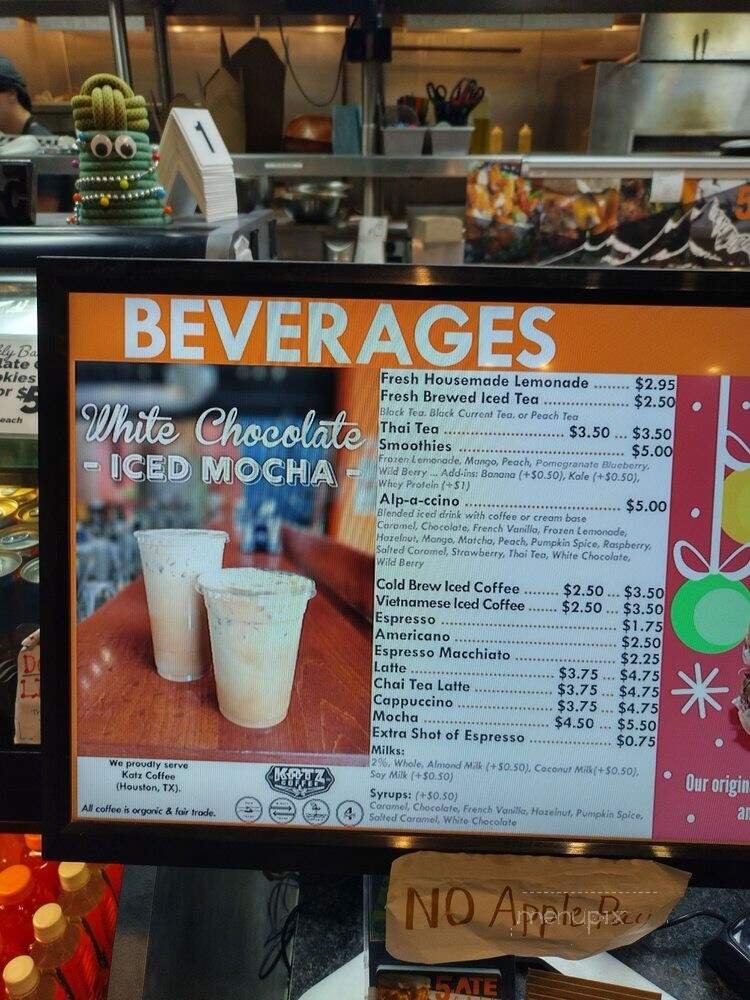 1
BEVERAGES
White Chocolate
- ICED MOCHA -
Fresh Housemade Lemonade ....... $2.95
Fresh Brewed Iced Tea ................... $2.50
Black Tea, Black Current Tea, or Peach Tea
Thai Tea ........................ $3.50 ... $3.50
Smoothies ........................ $5.00
Frozen Lemonade, Mango, Peach, Pomegranate Blueberry,
Wild Berry ... Add-ins: Banana (+$0.50), Kale (+$0.50),
Whey Protein (+$1)
Alp-a-ccino ........................ $5.00
Blended iced drink with coffee or cream base
Caramel, Chocolate, French Vanilla, Frozen Lemonade,
Hazelnut, Mango, Matcha, Peach, Pumpkin Spice, Raspberry,
Salted Caramel, Strawberry, Thai Tea, White Chocolate,
Wild Berry
Cold Brew Iced Coffee ....... $2.50 ... $3.50
Vietnamese Iced Coffee ...... $2.50 ... $3.50
Espresso ........................ $1.75
Americano ........................ $2.50
Espresso Macchiato ........................ $2.25
Latte ........................ $3.75 ... $4.75
Chai Tea Latte ........................ $3.75 ... $4.75
Cappuccino ........................ $3.75 ... $4.75
Mocha ........................ $4.50 ... $5.50
Extra Shot of Espresso ........................ $0.75
Milks:
2%, Whole, Almond Milk (+$0.50), Coconut Milk(+$0.50),
Soy Milk (+$0.50)
Syrups: (+$0.50)
Caramel, Chocolate, French Vanilla, Hazelnut, Pumpkin Spice,
Salted Caramel, White Chocolate
We proudly serve
Katz Coffee
(Houston, TX).
KATZ
COFFEE
All coffee is organic & fair trade.
Our origin
an
NO Apple Pay
menupix